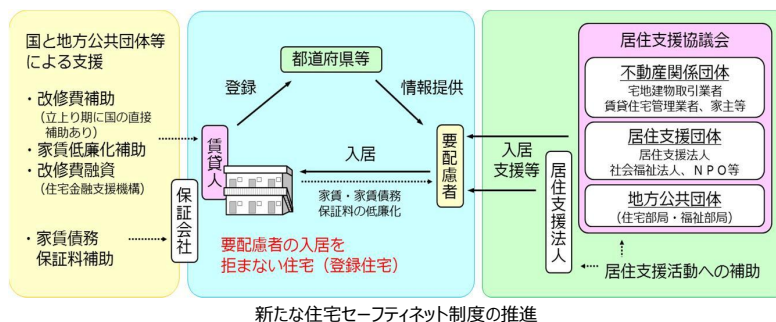 国と地方公共団体等
による支援
・改修費補助
(立上り期に国の直接
補助あり)
・家賃低廉化補助
・改修費融資
(住宅金融支援機構)
・家賃債務
保証料補助
保証会社
賃貸人
登録
都道府県等
情報提供
入居
家賃・家賃債務
保証料の低廉化
要配慮者の入居を
拒まない住宅（登録住宅）
要配慮者
入居
支援等
居住支援法人
居住支援協議会
不動産関係団体
宅地建物取引業者
賃貸住宅管理業者、家主等
居住支援団体
居住支援法人
社会福祉法人、ＮＰＯ等
地方公共団体
(住宅部局・福祉部局)
居住支援活動への補助
新たな住宅セーフティネット制度の推進